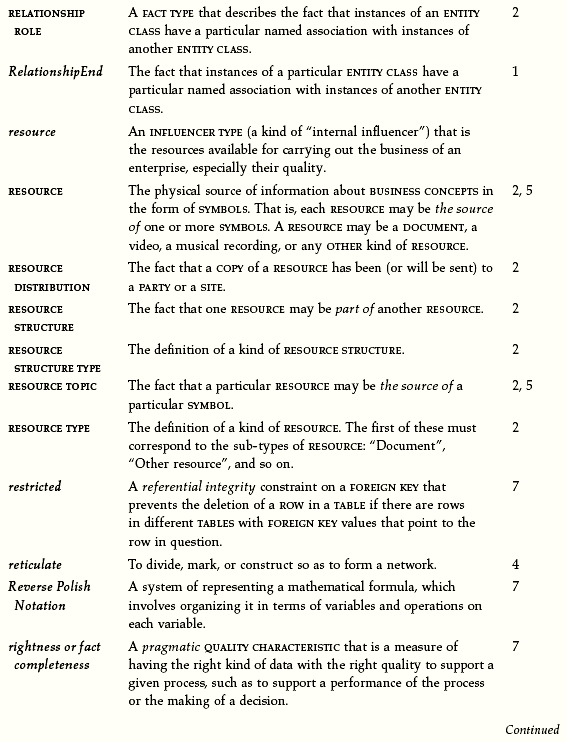 RELATIONSHIP A FACT TYPE that describes the fact that instances of an ENTITY 2
ROLE CLASS have a particular named association with instances of
another ENTITY CLASS.
RelationshipEnd The fact that instances of a particular ENTITY CLASS have a 1
particular named association with instances of another ENTITY
CLASS.
resource An INFLUENCER TYPE (a kind of “internal influencer”) that is
the resources available for carrying out the business of an
enterprise, especially their quality.
RESOURCE The physical source of information about BUSINESS CONCEPTS in 2, 5
the form of SYMBOLS. That is, each RESOURCE may be the source
of one or more SYMBOLS. A RESOURCE may be a DOCUMENT, a
video, a musical recording, or any OTHER kind of RESOURCE.
RESOURCE The fact that a COPY of a RESOURCE has been (or will be sent) to 2
DISTRIBUTION a PARTY or a SITE.
RESOURCE The fact that one RESOURCE may be part of another RESOURCE. 2
STRUCTURE
RESOURCE The definition of a kind of RESOURCE STRUCTURE. 2
STRUCTURE TYPE
RESOURCE TOPIC The fact that a particular RESOURCE may be the source of a 2, 5
particular SYMBOL.
RESOURCE TYPE The definition of a kind of RESOURCE. The first of these must 2
correspond to the sub-types of RESOURCE: “Document”,
“Other resource”, and so on.
restricted A referential integrity constraint on a FOREIGN KEY that 7
prevents the deletion of a ROW in a TABLE if there are rows
in different TABLES with FOREIGN KEY values that point to the
row in question.
reticulate To divide, mark, or construct so as to form a network. 4
Reverse Polish A system of representing a mathematical formula, which 7
Notation involves organizing it in terms of variables and operations on
each variable.
rightness or fact A pragmatic QUALITY CHARACTERISTIC that is a measure of 7
completeness having the right kind of data with the right quality to support a
given process, such as to support a performance of the process
or the making of a decision.
Continued